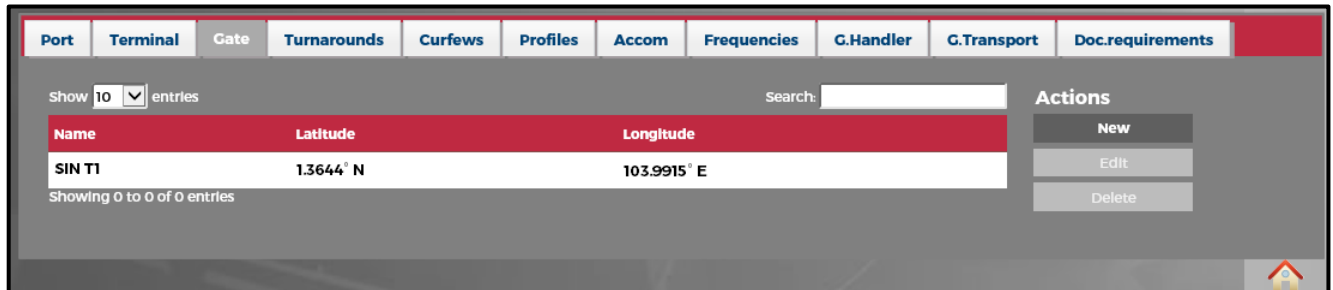 Port Terminal Gate Turnarounds Curfews Profiles Accom Frequencies G.Handler G.Transport Doc.requirements
Show 10 entries Search: Actions
New
Name Latitude Longitude
Edit
SIN T1 1.3644° N 103.9915° E
Showing 0 to 0 of 0 entries
Delete